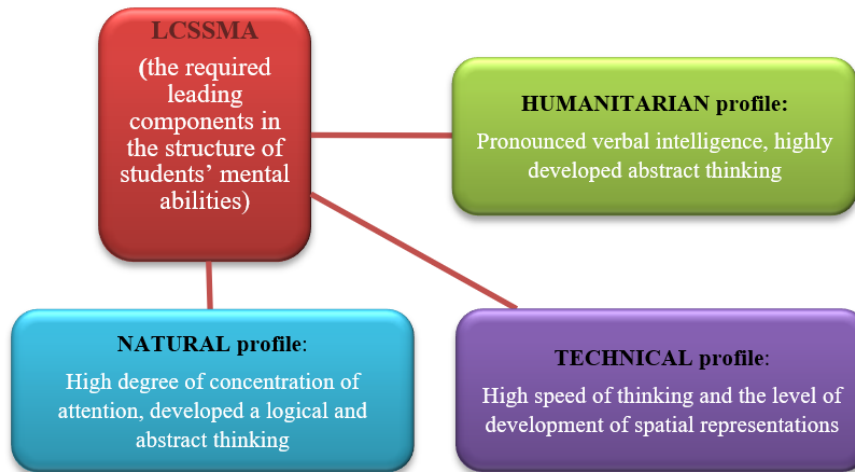 LCSSMA
(the required
leading
components in
the structure of
students’ mental
abilities)
HUMANITARIAN profile:
Pronounced verbal intelligence, highly
developed abstract thinking
NATURAL profile:
High degree of concentration of
attention, developed a logical and
abstract thinking
TECHNICAL profile:
High speed of thinking and the level of
development of spatial representations